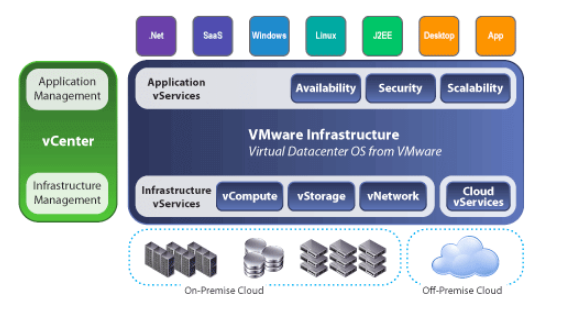 .Net
SaaS
Windows
Linux
J2EE
Desktop
App
Application
Management
vCenter
Infrastructure
Management
Application
vServices
Availability
Security
Scalability
VMware Infrastructure
Virtual Datacenter OS from VMware
Infrastructure
vServices
vCompute
vStorage
vNetwork
Cloud
vServices
On-Premise Cloud
Off-Premise Cloud